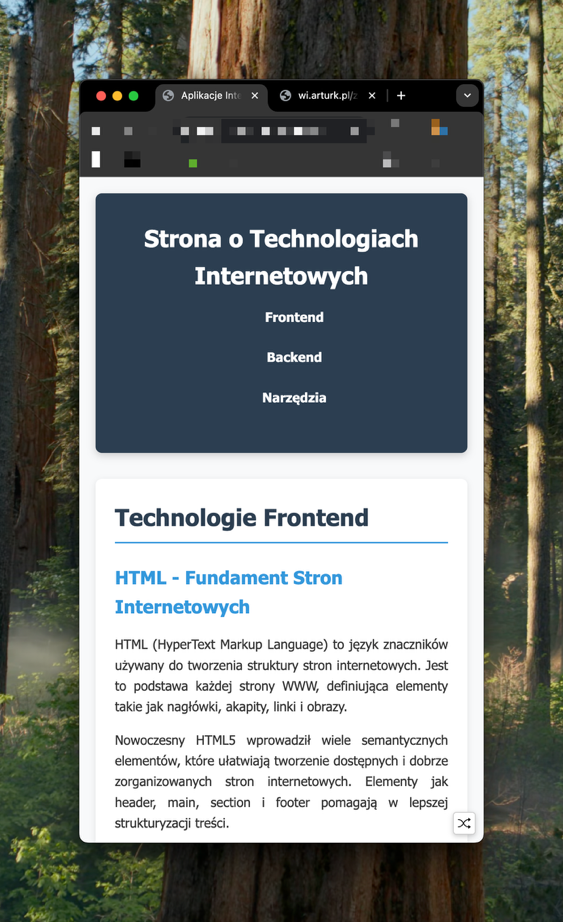 Aplikacje Inte
wi.arturk.pl/z
Strona o Technologiach
Internetowych
Frontend
Backend
Narzędzia
Technologie Frontend
HTML - Fundament Stron
Internetowych
HTML (HyperText Markup Language) to język znaczników
używany do tworzenia struktury stron internetowych. Jest
to podstawa każdej strony WWW, definiująca elementy
takie jak nagłówki, akapity, linki i obrazy.
Nowoczesny HTML5 wprowadził wiele semantycznych
elementów, które ułatwiają tworzenie dostępnych i dobrze
zorganizowanych stron internetowych. Elementy jak
header, main, section i footer pomagają w lepszej
strukturyzacji treści.